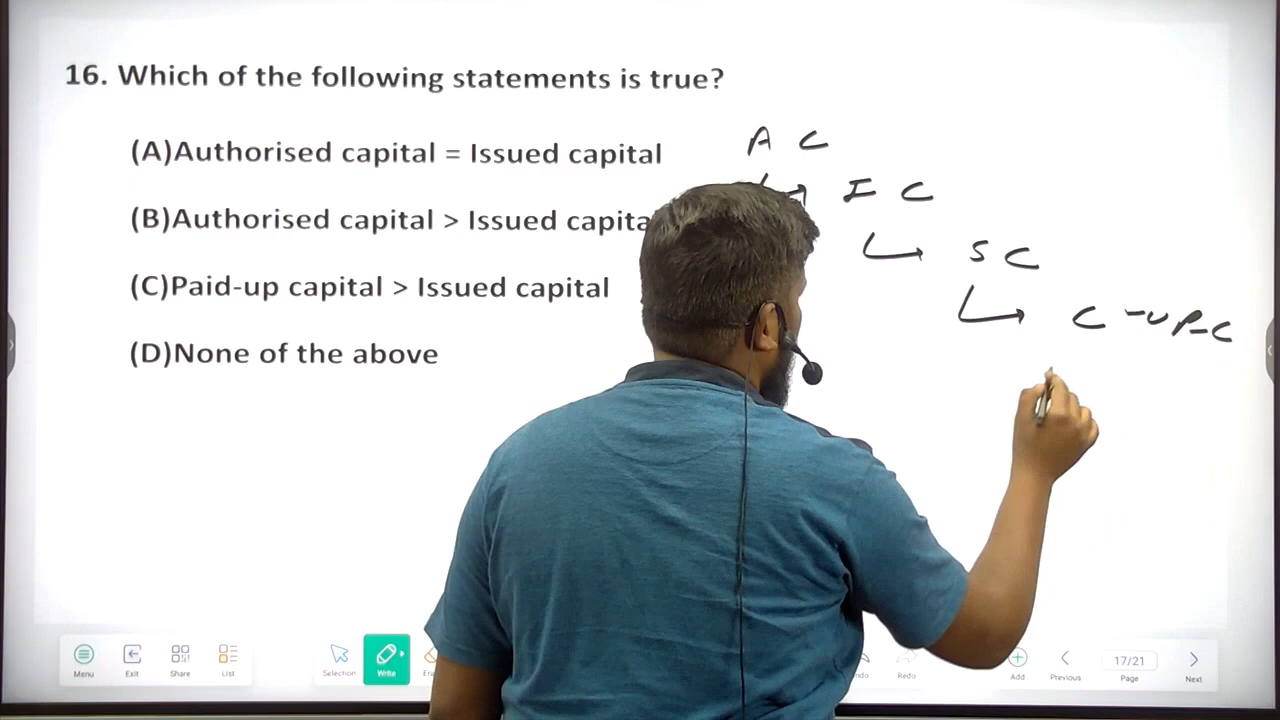 16. Which of the following statements is true?
(A)Authorised capital = Issued capital
(B)Authorised capital > Issued
(C)Paid-up capital > Issued capital
(D)None of the above
A C
I C
S C
C-UP-C
Menu
Exit
Share
List
Selection
Write
Redo
Add
Previous
17/21
Page
Next